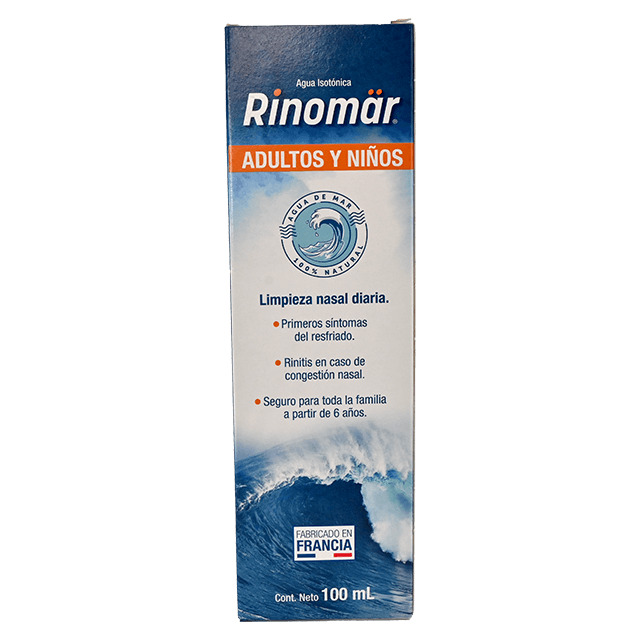 Agua Isotónica
Rinomär®
ADULTOS Y NIÑOS
AGUA DE MAR
100% NATURAL
Limpieza nasal diaria.
• Primeros síntomas
del resfriado.
• Rinitis en caso de
congestión nasal.
• Seguro para toda la familia
a partir de 6 años.
FABRICADO EN
FRANCIA
Cont. Neto 100 mL